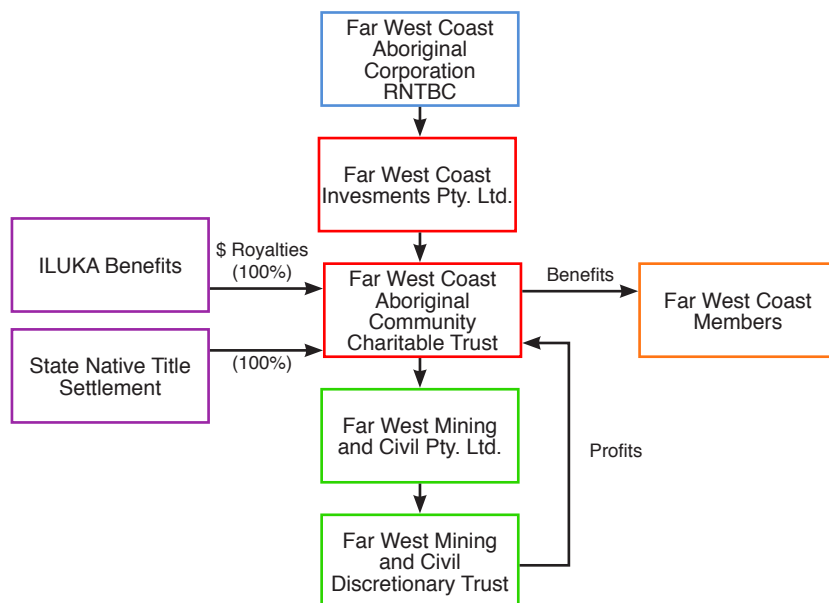 Far West Coast
Aboriginal
Corporation
RNTBC
Far West Coast
Invesments Pty. Ltd.
ILUKA Benefits
$ Royalties
(100%)
Far West Coast
Aboriginal
Community
Charitable Trust
Benefits
Far West Coast
Members
State Native Title
Settlement
(100%)
Far West Mining
and Civil Pty. Ltd.
Profits
Far West Mining
and Civil
Discretionary Trust